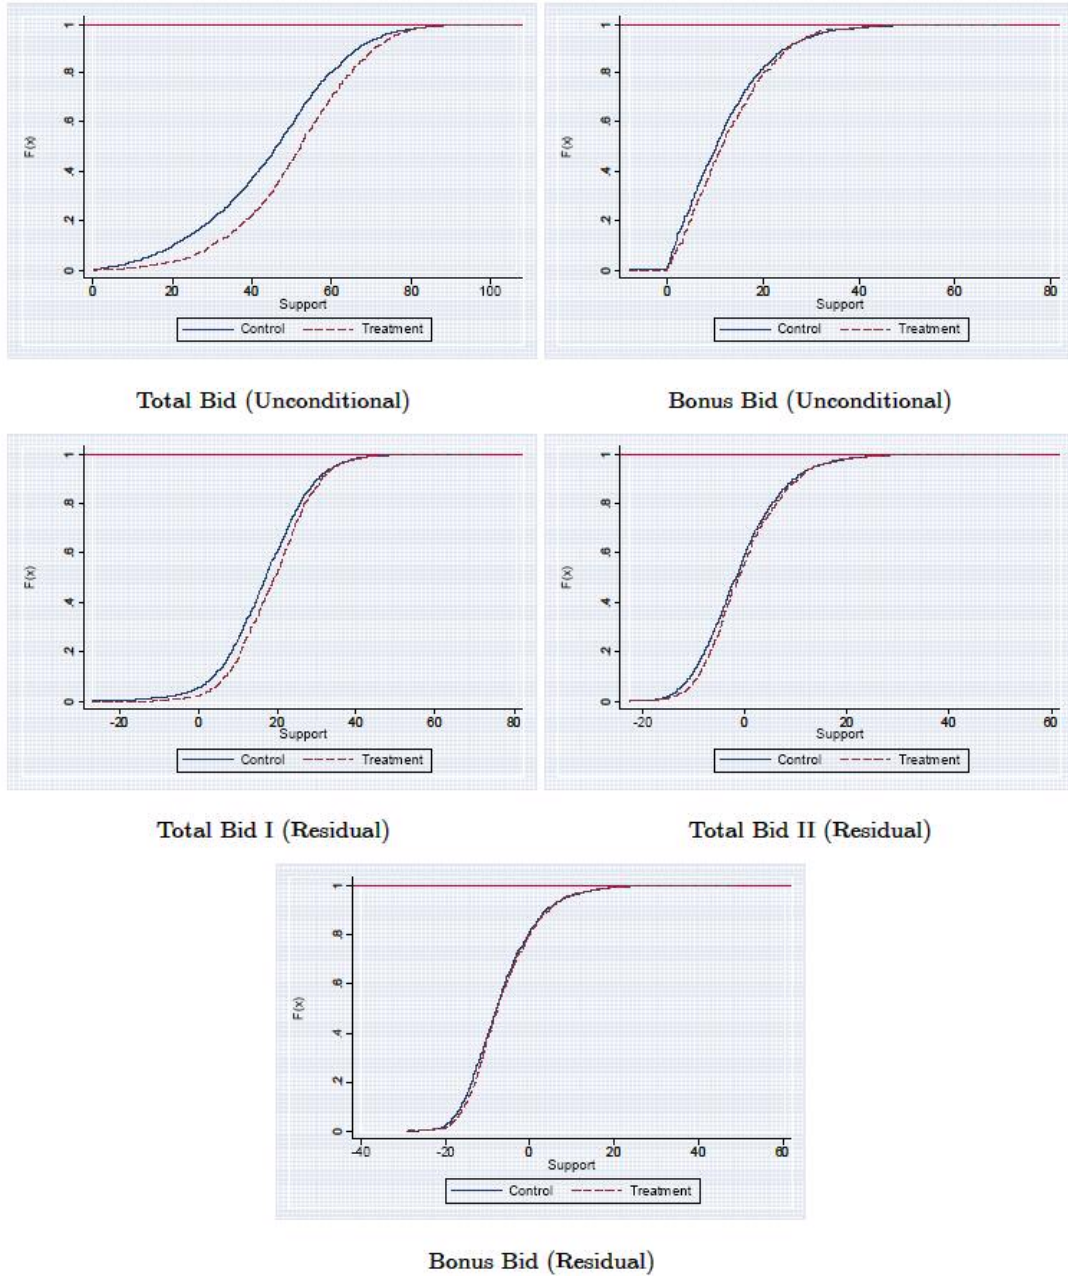 1
.8
.6
.4
.2
0
F(x)
0 20 40 60 80 100
Support
Control Treatment
Total Bid (Unconditional)
1
.8
.6
.4
.2
0
F(x)
0 20 40 60 80
Support
Control Treatment
Bonus Bid (Unconditional)
1
.8
.6
.4
.2
0
F(x)
-20 0 20 40 60 80
Support
Control Treatment
Total Bid I (Residual)
1
.8
.6
.4
.2
0
F(x)
-20 0 20 40 60
Support
Control Treatment
Total Bid II (Residual)
1
.8
.6
.4
.2
0
F(x)
-40 -20 0 20 40 60
Support
Control Treatment
Bonus Bid (Residual)